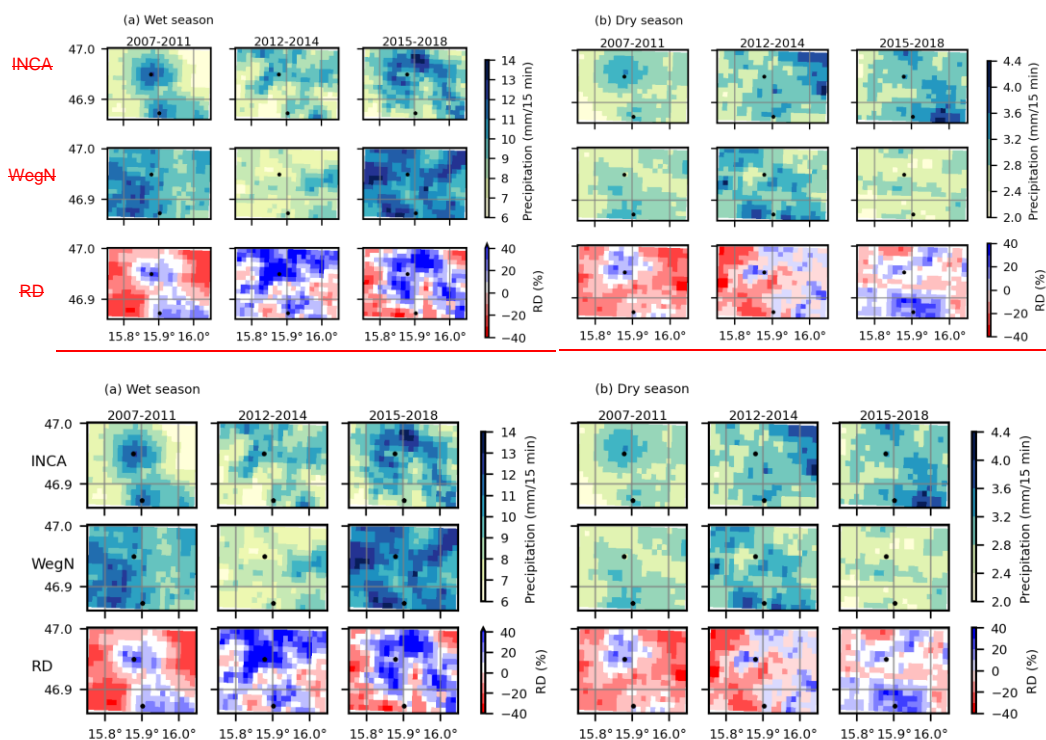 (a) Wet season
(b) Dry season
2007-2011 2012-2014 2015-2018
2007-2011 2012-2014 2015-2018
INCA
47.0
46.9
WegN
47.0
46.9
14
13
12
11
10
9
8
7
6
Precipitation (mm/15 min)
4.4
4.0
3.6
3.2
2.8
2.4
2.0
Precipitation (mm/15 min)
RD
47.0
46.9
40
20
0
−20
−40
RD (%)
40
20
0
−20
−40
RD (%)
15.8° 15.9° 16.0° 15.8° 15.9° 16.0° 15.8° 15.9° 16.0°
15.8° 15.9° 16.0° 15.8° 15.9° 16.0° 15.8° 15.9° 16.0°
(a) Wet season
(b) Dry season
2007-2011 2012-2014 2015-2018
2007-2011 2012-2014 2015-2018
47.0
INCA
46.9
47.0
WegN
46.9
14
13
12
11
10
9
8
7
6
Precipitation (mm/15 min)
4.4
4.0
3.6
3.2
2.8
2.4
2.0
Precipitation (mm/15 min)
47.0
RD
46.9
40
20
0
−20
−40
RD (%)
40
20
0
−20
−40
RD (%)
15.8° 15.9° 16.0° 15.8° 15.9° 16.0° 15.8° 15.9° 16.0°
15.8° 15.9° 16.0° 15.8° 15.9° 16.0° 15.8° 15.9° 16.0°